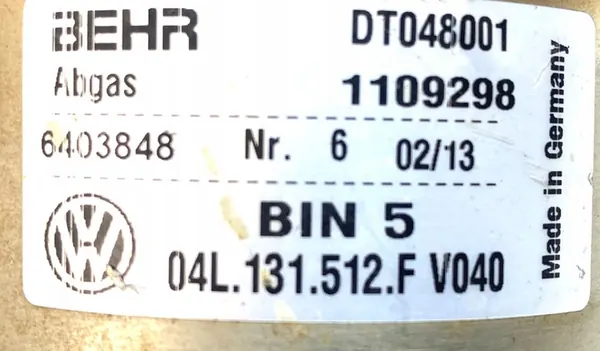 BEHR DT048001
Abgas 1109298
6403848 Nr. 6 02/13
BIN 5
04L.131.512.F V040
Made in Germany